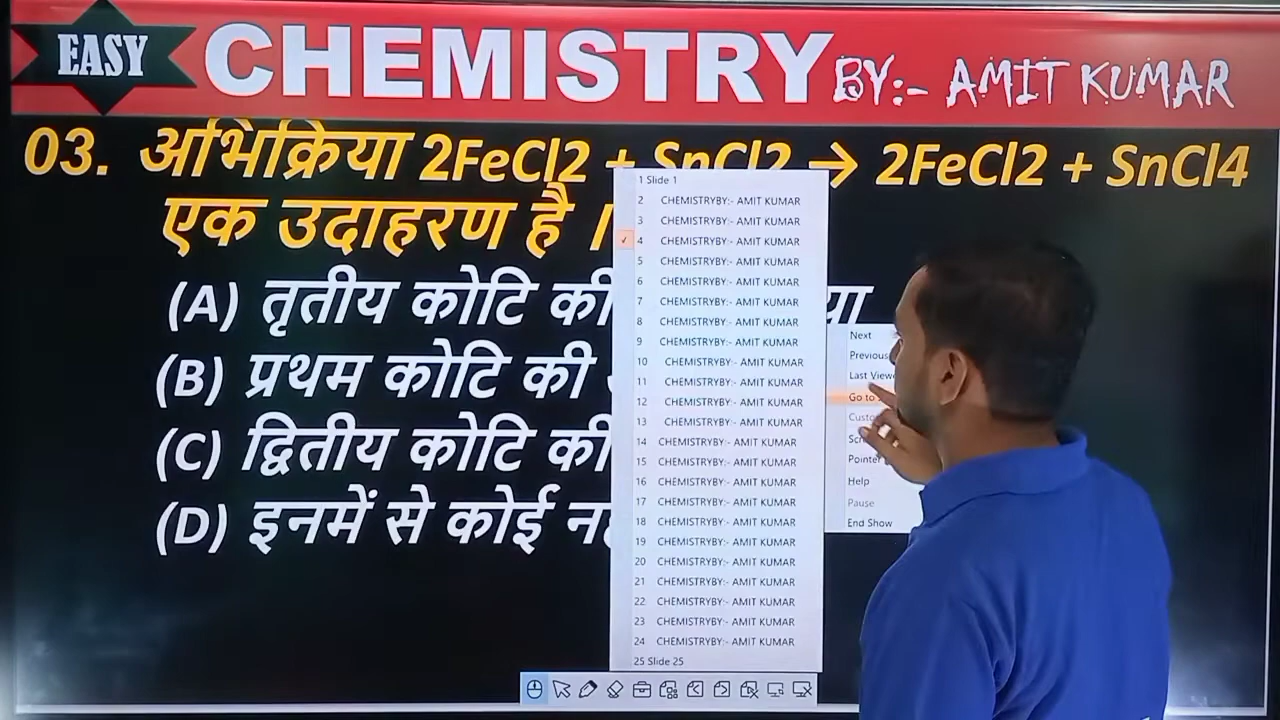 EASY CHEMISTRY BY:- AMIT KUMAR
03. अभिक्रिया 2FeCl2 + SnCl2 → 2FeCl2 + SnCl4
एक उदाहरण है ।
(A) तृतीय कोटि की
(B) प्रथम कोटि की
(C) द्वितीय कोटि की
(D) इनमें से कोई
1 Slide 1
2 CHEMISTRYBY:- AMIT KUMAR
3 CHEMISTRYBY:- AMIT KUMAR
✓ 4 CHEMISTRYBY:- AMIT KUMAR
5 CHEMISTRYBY:- AMIT KUMAR
6 CHEMISTRYBY:- AMIT KUMAR
7 CHEMISTRYBY:- AMIT KUMAR
8 CHEMISTRYBY:- AMIT KUMAR
9 CHEMISTRYBY:- AMIT KUMAR
10 CHEMISTRYBY:- AMIT KUMAR
11 CHEMISTRYBY:- AMIT KUMAR
12 CHEMISTRYBY:- AMIT KUMAR
13 CHEMISTRYBY:- AMIT KUMAR
14 CHEMISTRYBY:- AMIT KUMAR
15 CHEMISTRYBY:- AMIT KUMAR
16 CHEMISTRYBY:- AMIT KUMAR
17 CHEMISTRYBY:- AMIT KUMAR
18 CHEMISTRYBY:- AMIT KUMAR
19 CHEMISTRYBY:- AMIT KUMAR
20 CHEMISTRYBY:- AMIT KUMAR
21 CHEMISTRYBY:- AMIT KUMAR
22 CHEMISTRYBY:- AMIT KUMAR
23 CHEMISTRYBY:- AMIT KUMAR
24 CHEMISTRYBY:- AMIT KUMAR
25 Slide 25
Next
Previous
Last
Go to
Pointer
Help
Pause
End Show